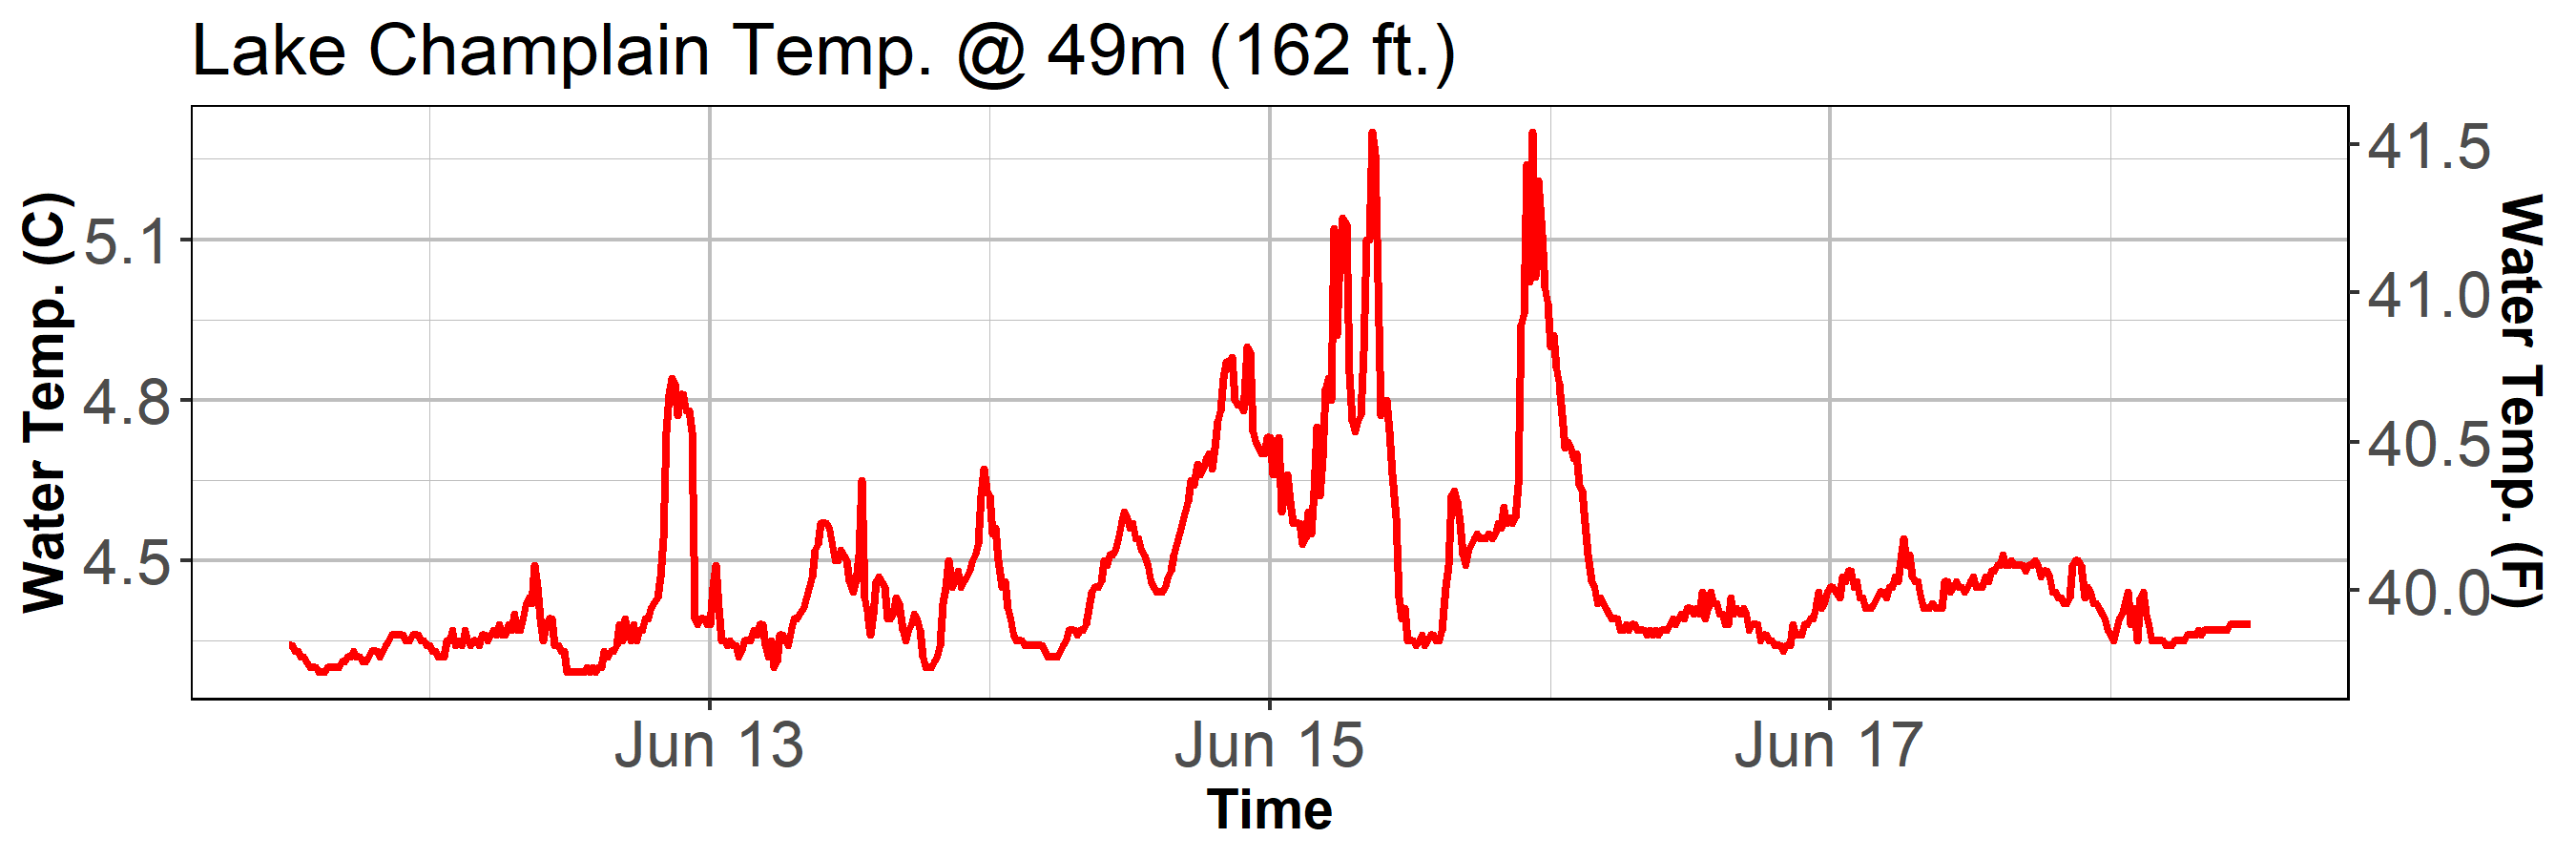 Lake Champlain Temp. @ 49m (162 ft.)
Water Temp. (C)
5.1
4.8
4.5
41.5
41.0
40.5
40.0
Water Temp. (F)
Jun 13
Jun 15
Jun 17
Time